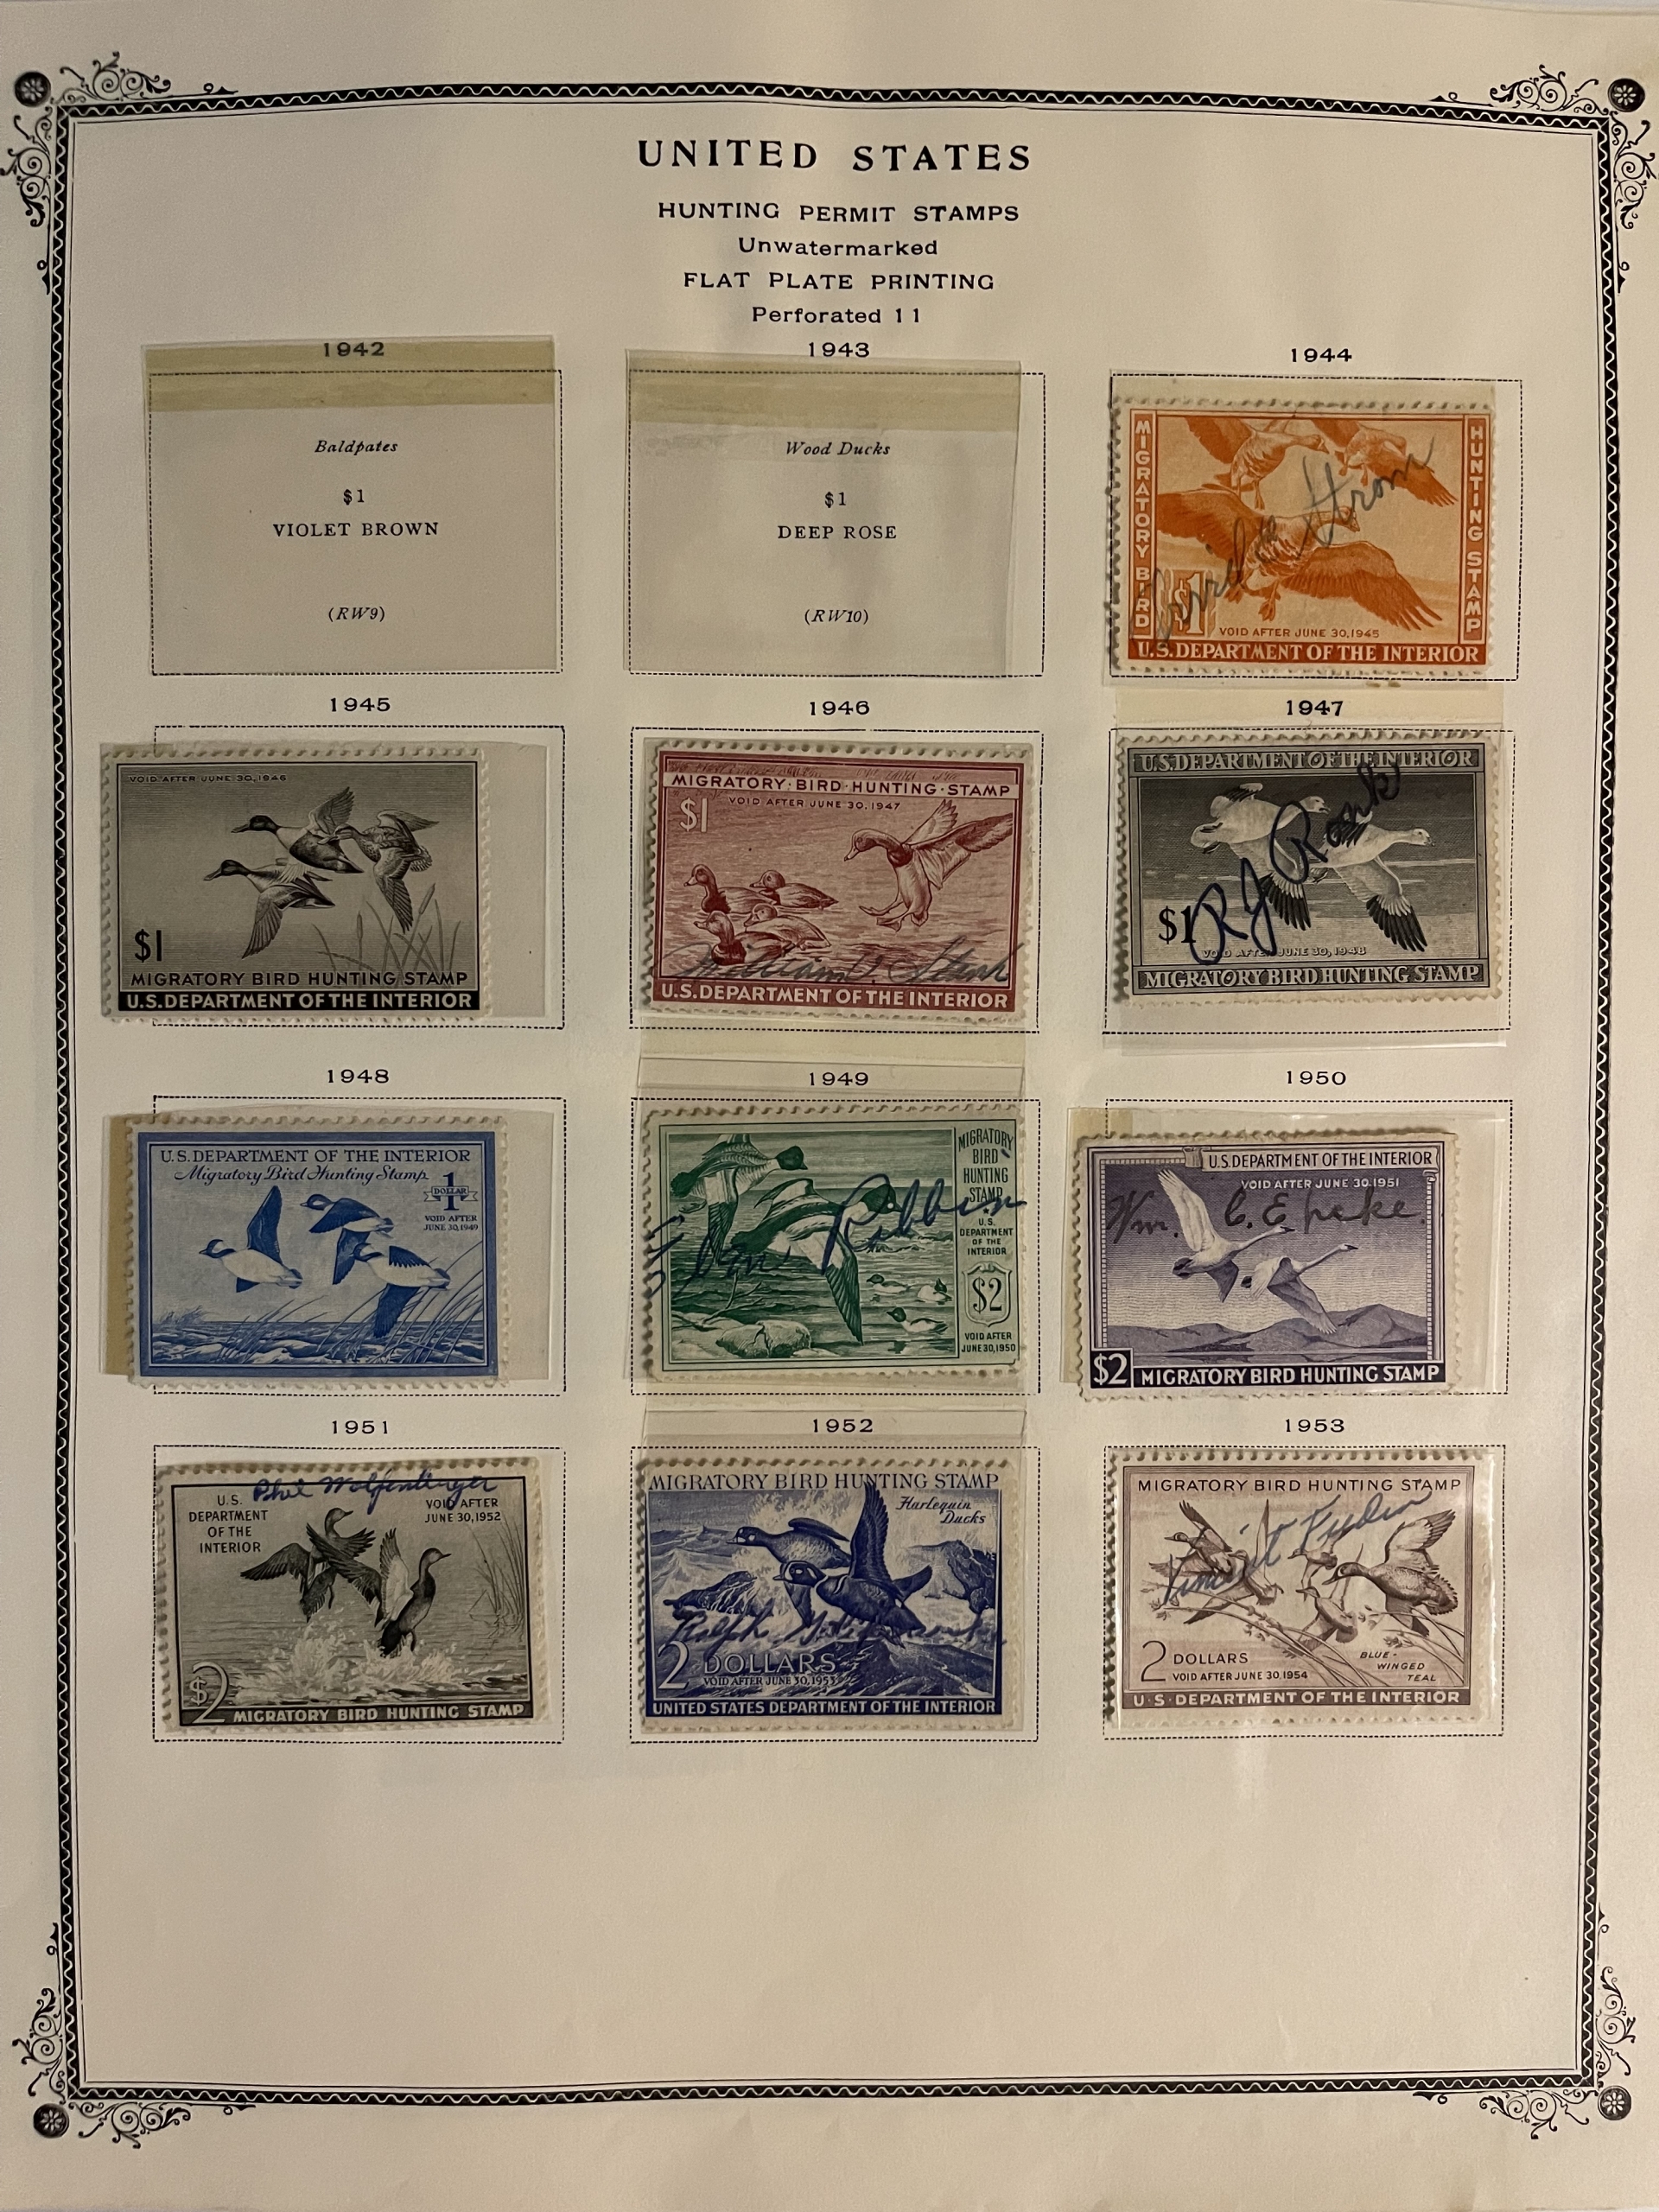 UNITED STATES
HUNTING PERMIT STAMPS
Unwatermarked
FLAT PLATE PRINTING
Perforated 11
1942
Baldpates
$1
VIOLET BROWN
(RW9)
1943
Wood Ducks
$1
DEEP ROSE
(RW10)
1944
MIGRATORY BIRD
HUNTING STAMP
Strom
$1
VOID AFTER JUNE 30, 1945
U.S. DEPARTMENT OF THE INTERIOR
1945
VOID AFTER JUNE 30, 1946
$1
MIGRATORY BIRD HUNTING STAMP
U.S. DEPARTMENT OF THE INTERIOR
1946
MIGRATORY·BIRD·HUNTING·STAMP
$1
VOID AFTER JUNE 30, 1947
William V.
U.S. DEPARTMENT OF THE INTERIOR
1947
U.S. DEPARTMENT OF THE INTERIOR
R J Ronk
$1
VOID AFTER JUNE 30, 1948
MIGRATORY BIRD HUNTING STAMP
1948
U.S. DEPARTMENT OF THE INTERIOR
Migratory Bird Hunting Stamp
1
DOLLAR
VOID AFTER
JUNE 30, 1949
1949
MIGRATORY
BIRD
HUNTING
STAMP
U.S.
DEPARTMENT
OF THE
INTERIOR
$2
VOID AFTER
JUNE 30, 1950
1950
U.S. DEPARTMENT OF THE INTERIOR
VOID AFTER JUNE 30, 1951
Wm. C. Epeke.
$2 MIGRATORY BIRD HUNTING STAMP
1951
Phil Wolfenberger
U.S.
DEPARTMENT
OF THE
INTERIOR
VOID AFTER
JUNE 30, 1952
$2 MIGRATORY BIRD HUNTING STAMP
1952
MIGRATORY BIRD HUNTING STAMP
Harlequin
Ducks
Ralph
2 DOLLARS
VOID AFTER JUNE 30, 1953
UNITED STATES DEPARTMENT OF THE INTERIOR
1953
MIGRATORY BIRD HUNTING STAMP
2 DOLLARS
VOID AFTER JUNE 30, 1954
BLUE-
WINGED
TEAL
U·S·DEPARTMENT OF THE INTERIOR